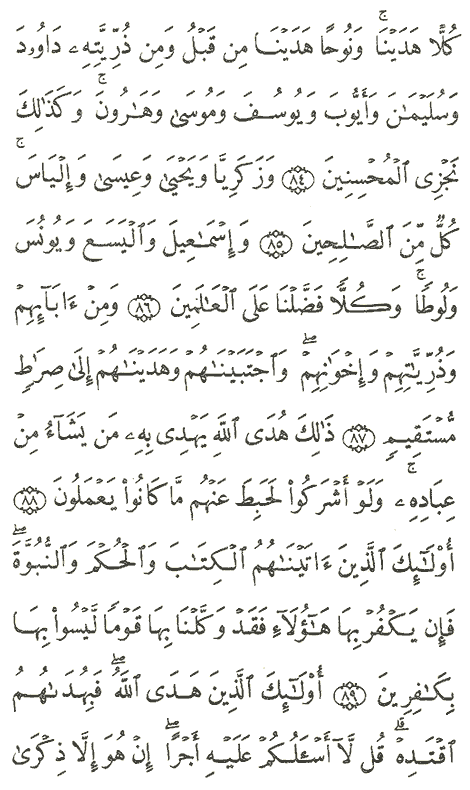 كُلًّا هَدَيْنَا ۚ وَنُوحًا هَدَيْنَا مِن قَبْلُ وَمِن ذُرِّيَّتِهِۦ دَاوُۥدَ
وَسُلَيْمَـٰنَ وَأَيُّوبَ وَيُوسُفَ وَمُوسَىٰ وَهَـٰرُونَ ۚ وَكَذَٰلِكَ
نَجْزِى ٱلْمُحْسِنِينَ ٨٤ وَزَكَرِيَّا وَيَحْيَىٰ وَعِيسَىٰ وَإِلْيَاسَ ۖ
كُلٌّ مِّنَ ٱلصَّـٰلِحِينَ ٨٥ وَإِسْمَـٰعِيلَ وَٱلْيَسَعَ وَيُونُسَ
وَلُوطًا ۚ وَكُلًّا فَضَّلْنَا عَلَى ٱلْعَـٰلَمِينَ ٨٦ وَمِنْ ءَابَآئِهِمْ
وَذُرِّيَّـٰتِهِمْ وَإِخْوَٰنِهِمْ ۖ وَٱجْتَبَيْنَـٰهُمْ وَهَدَيْنَـٰهُمْ إِلَىٰ صِرَٰطٍ
مُّسْتَقِيمٍ ٨٧ ذَٰلِكَ هُدَى ٱللَّهِ يَهْدِى بِهِۦ مَن يَشَآءُ مِنْ
عِبَادِهِۦ ۚ وَلَوْ أَشْرَكُوا۟ لَحَبِطَ عَنْهُم مَّا كَانُوا۟ يَعْمَلُونَ ٨٨
أُو۟لَـٰٓئِكَ ٱلَّذِينَ ءَاتَيْنَـٰهُمُ ٱلْكِتَـٰبَ وَٱلْحُكْمَ وَٱلنُّبُوَّةَ ۚ
فَإِن يَكْفُرْ بِهَا هَـٰٓؤُلَآءِ فَقَدْ وَكَّلْنَا بِهَا قَوْمًا لَّيْسُوا۟ بِهَا
بِكَـٰفِرِينَ ٨٩ أُو۟لَـٰٓئِكَ ٱلَّذِينَ هَدَى ٱللَّهُ ۖ فَبِهُدَىٰهُمُ
ٱقْتَدِهْ ۗ قُل لَّآ أَسْـَٔلُكُمْ عَلَيْهِ أَجْرًا ۖ إِنْ هُوَ إِلَّا ذِكْرَىٰ